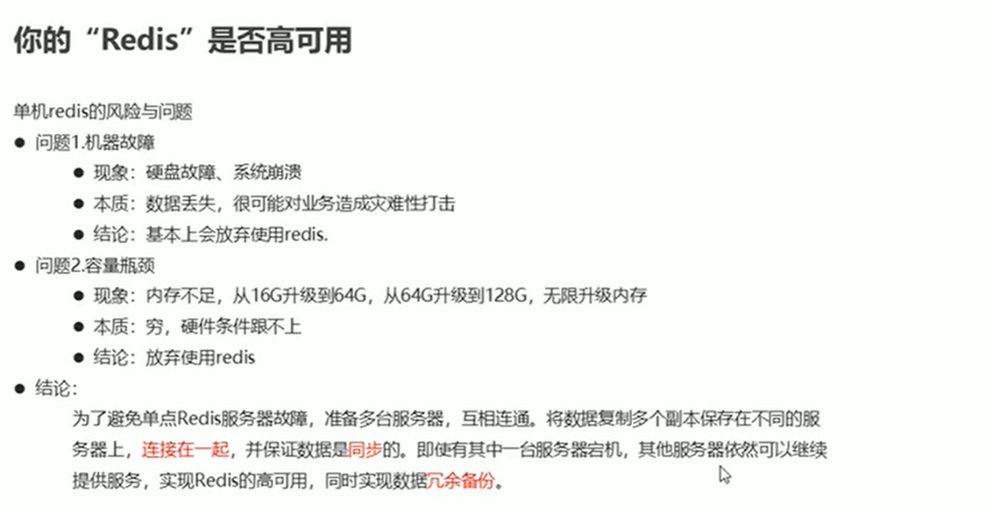 你的“Redis”是否高可用
单机redis的风险与问题
● 问题1.机器故障
● 现象：硬盘故障、系统崩溃
● 本质：数据丢失，很可能对业务造成灾难性打击
● 结论：基本上会放弃使用redis.
● 问题2.容量瓶颈
● 现象：内存不足，从16G升级到64G，从64G升级到128G，无限升级内存
● 本质：穷，硬件条件跟不上
● 结论：放弃使用redis
● 结论：
为了避免单点Redis服务器故障，准备多台服务器，互相连通。将数据复制多个副本保存在不同的服
务器上，连接在一起，并保证数据是同步的。即使有其中一台服务器宕机，其他服务器依然可以继续
提供服务，实现Redis的高可用，同时实现数据冗余备份。